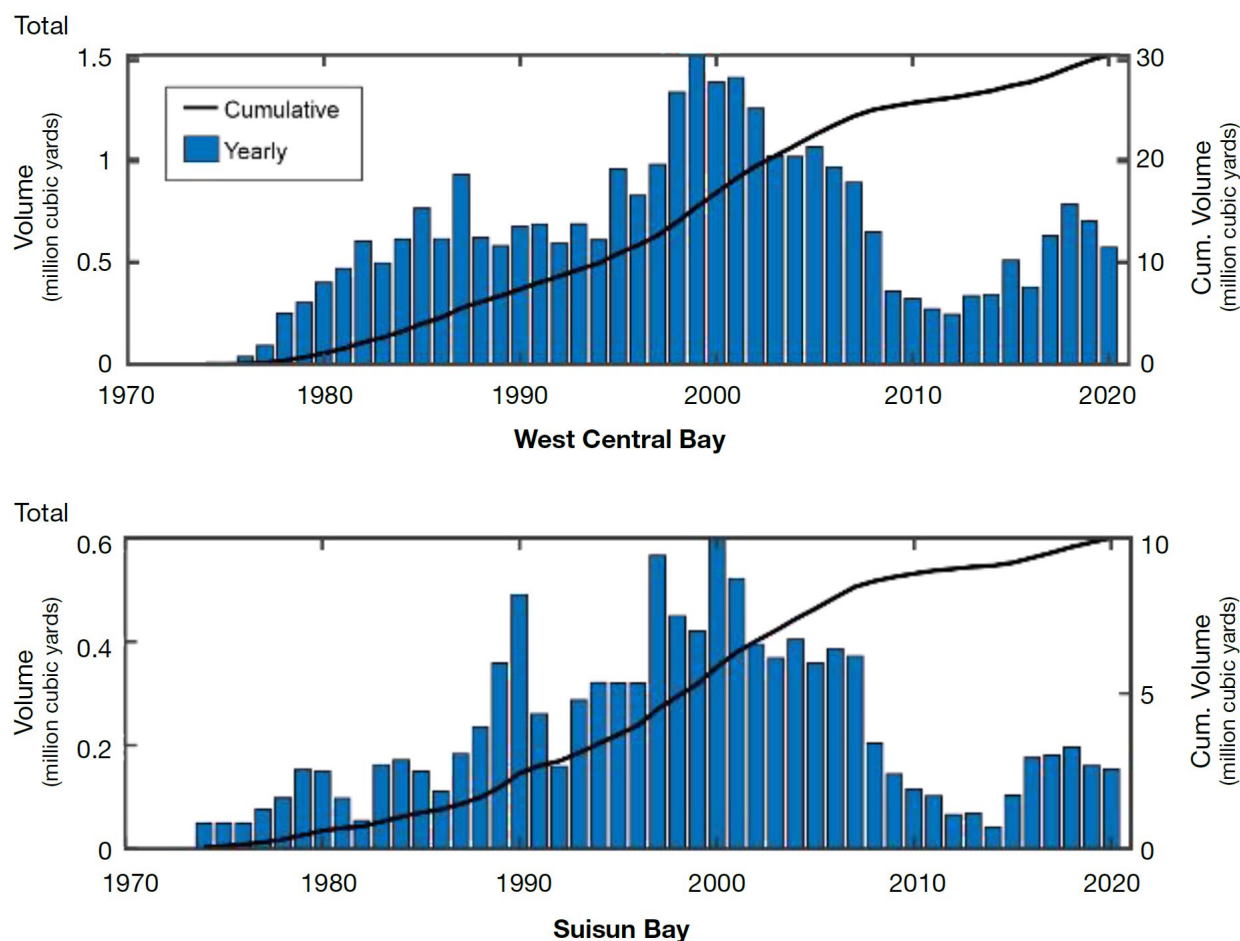 Total
1.5
1
0.5
0
30
20
10
0
Volume
(million cubic yards)
Cum. Volume
(million cubic yards)
Cumulative
Yearly
1970 1980 1990 2000 2010 2020
West Central Bay
Total
0.6
0.4
0.2
0
10
5
0
Volume
(million cubic yards)
Cum. Volume
(million cubic yards)
1970 1980 1990 2000 2010 2020
Suisun Bay